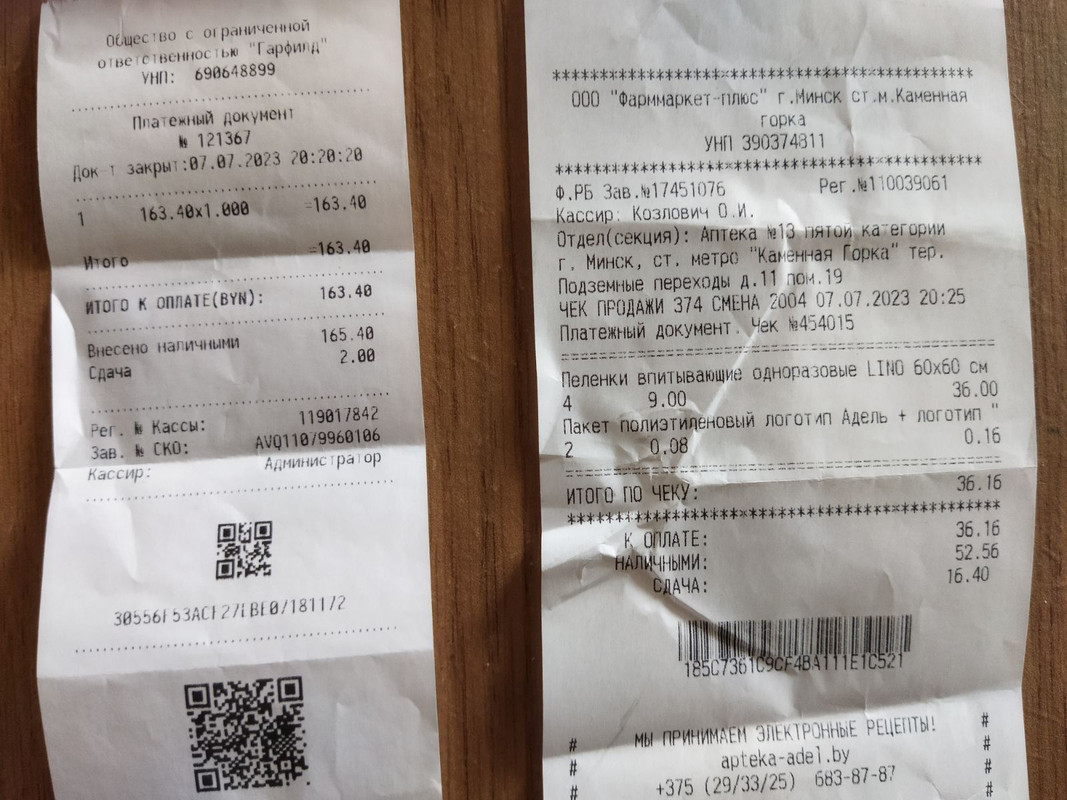 Общество с ограниченной
ответственностью "Гарфилд"
УНП: 690648899
Платежный документ
№ 121367
Док-т закрыт:07.07.2023 20:20:20
1 163.40x1.000 =163.40
Итого =163.40
ИТОГО К ОПЛАТЕ(BYN): 163.40
Внесено наличными 165.40
Сдача 2.00
Рег. № Кассы: 119017842
Зав. № СКО: AVQ11079960106
Кассир: Администратор
***************************************
ООО "Фарммаркет-плюс" г.Минск ст.м.Каменная
горка
УНП 390374811
***************************************
Ф.РБ Зав.№17451076 Рег.№110039061
Кассир: Козлович О.И.
Отдел(секция): Аптека №13 пятой категории
г. Минск, ст. метро "Каменная Горка" тер.
Подземные переходы д.11 пом.19
ЧЕК ПРОДАЖИ 374 СМЕНА 2004 07.07.2023 20:25
Платежный документ. Чек №454015
Пеленки впитывающие одноразовые LINO 60x60 см
4 9.00 36.00
Пакет полиэтиленовый логотип Адель + логотип "
2 0.08 0.16
ИТОГО ПО ЧЕКУ: 36.16
***************************************
К ОПЛАТЕ: 36.16
НАЛИЧНЫМИ: 52.56
СДАЧА: 16.40
185C7361C9CF4BA111E1C521
# МЫ ПРИНИМАЕМ ЭЛЕКТРОННЫЕ РЕЦЕПТЫ! #
# apteka-adel.by #
# +375 (29/33/25) 683-87-87 #